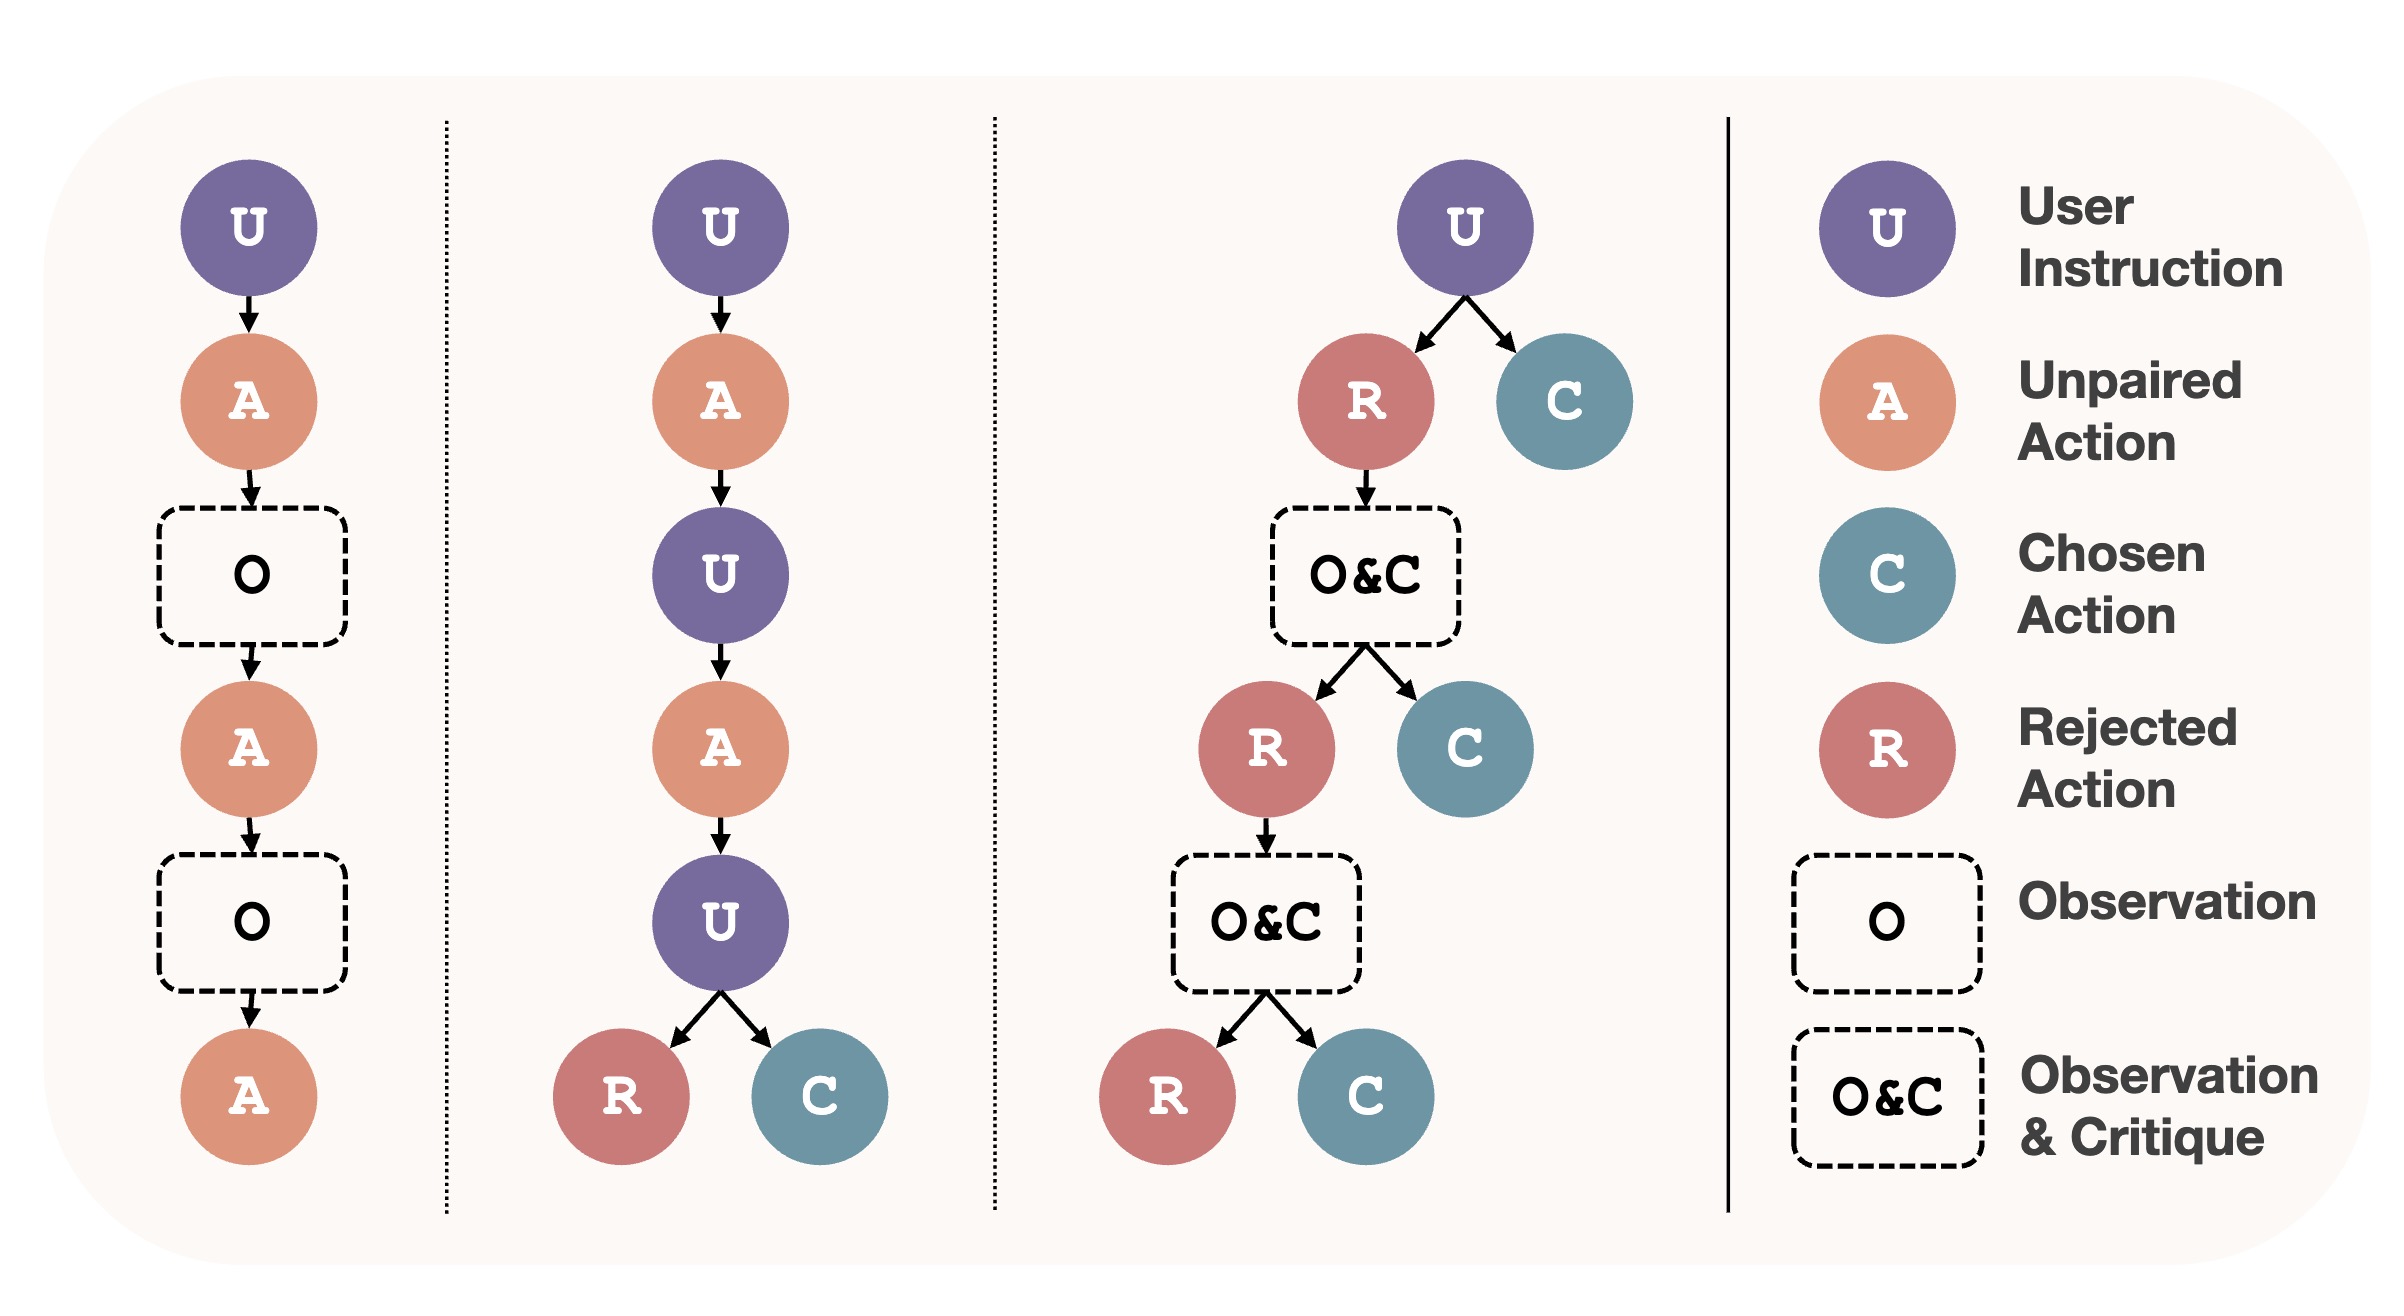 U
A
O
A
O
A
U
A
U
A
U
R C
U
R C
O&C
R C
O&C
R C
U
User
Instruction
A
Unpaired
Action
C
Chosen
Action
R
Rejected
Action
O
Observation
O&C
Observation
& Critique